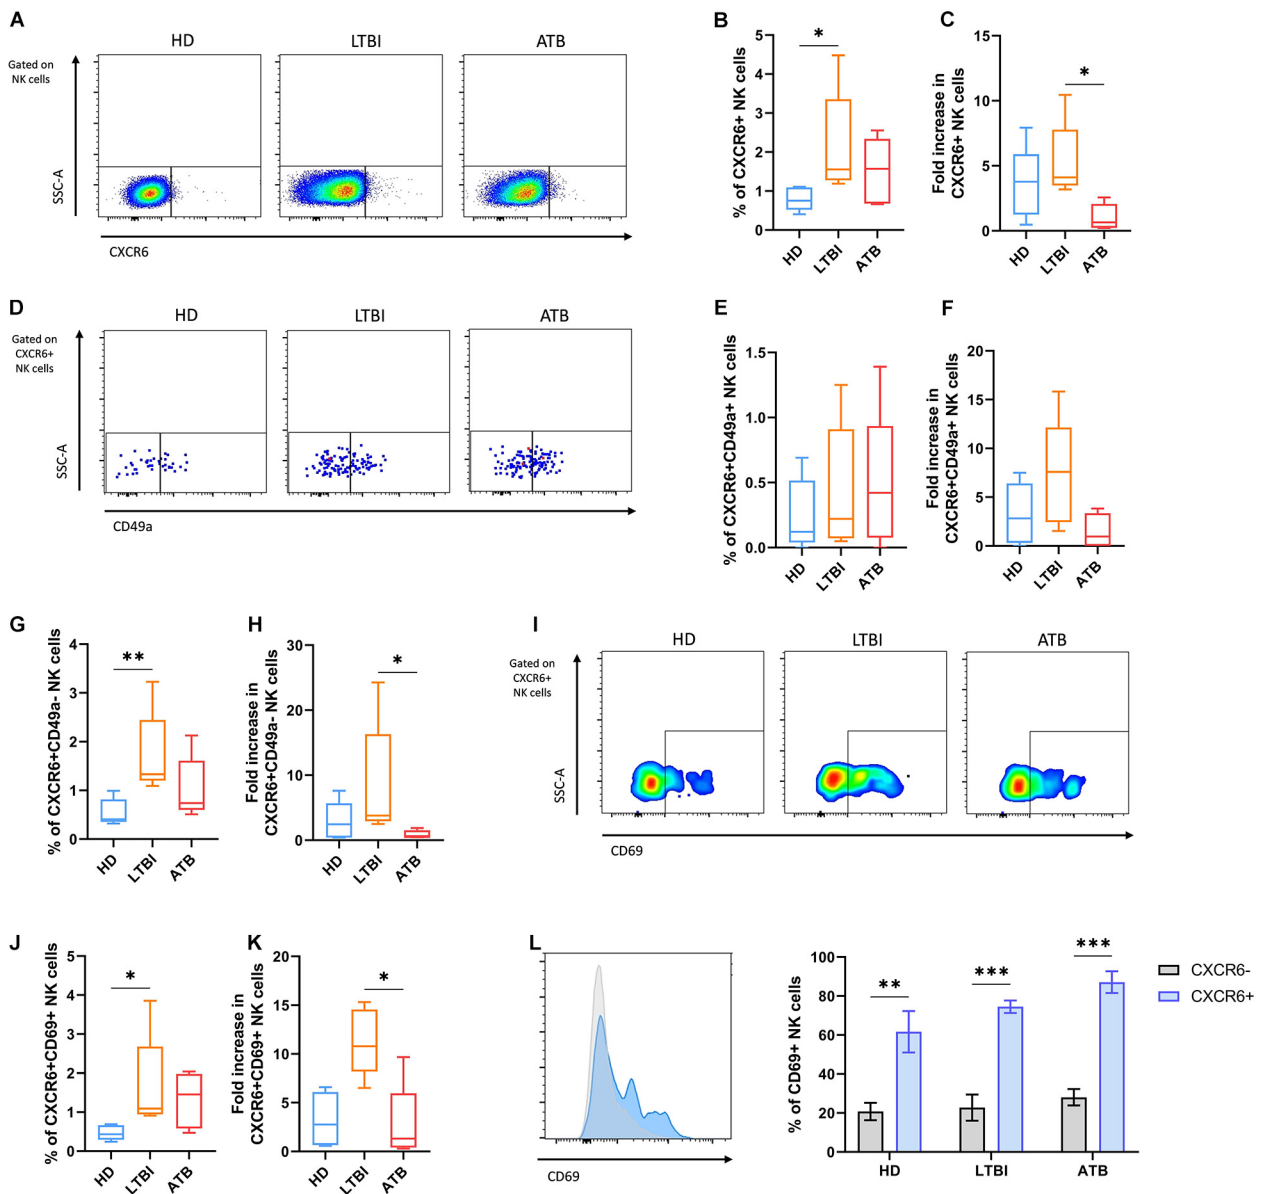 A
HD
LTBI
ATB
Gated on
NK cells
SSC-A
CXCR6
B
% of CXCR6+ NK cells
5
4
3
2
1
0
*
HD
LTBI
ATB
C
Fold increase in
CXCR6+ NK cells
15
10
5
0
*
HD
LTBI
ATB
D
HD
LTBI
ATB
Gated on
CXCR6+
NK cells
SSC-A
CD49a
E
% of CXCR6+CD49a+ NK cells
1.5
1.0
0.5
0.0
HD
LTBI
ATB
F
Fold increase in
CXCR6+CD49a+ NK cells
20
15
10
5
0
HD
LTBI
ATB
G
% of CXCR6+CD49a- NK cells
4
3
2
1
0
**
HD
LTBI
ATB
H
Fold increase in
CXCR6+CD49a- NK cells
30
20
10
0
*
HD
LTBI
ATB
I
HD
LTBI
ATB
Gated on
CXCR6+
NK cells
SSC-A
CD69
J
% of CXCR6+CD69+ NK cells
5
4
3
2
1
0
*
HD
LTBI
ATB
K
Fold increase in
CXCR6+CD69+ NK cells
20
15
10
5
0
*
HD
LTBI
ATB
L
CD69
% of CD69+ NK cells
100
80
60
40
20
0
**
***
***
HD
LTBI
ATB
CXCR6-
CXCR6+